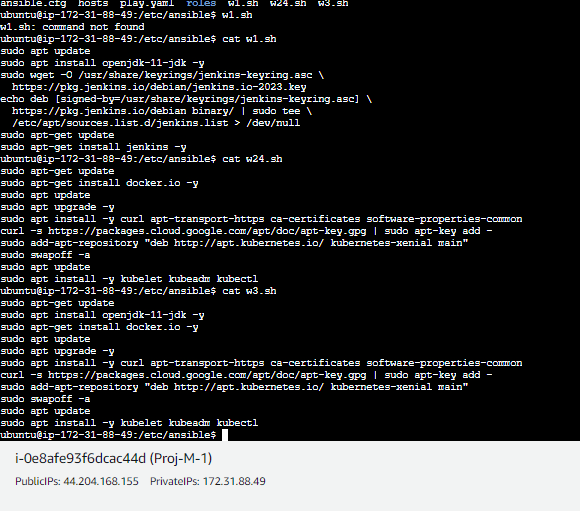 ansible.cfg  hosts  play.yaml  roles  w1.sh  w24.sh  w3.sh
ubuntu@ip-172-31-88-49:/etc/ansible$ w1.sh
w1.sh: command not found
ubuntu@ip-172-31-88-49:/etc/ansible$ cat w1.sh
sudo apt update
sudo apt install openjdk-11-jdk -y
sudo wget -O /usr/share/keyrings/jenkins-keyring.asc \
  https://pkg.jenkins.io/debian/jenkins.io-2023.key
echo deb [signed-by=/usr/share/keyrings/jenkins-keyring.asc] \
  https://pkg.jenkins.io/debian binary/ | sudo tee \
  /etc/apt/sources.list.d/jenkins.list > /dev/null
sudo apt-get update
sudo apt-get install jenkins -y
ubuntu@ip-172-31-88-49:/etc/ansible$ cat w24.sh
sudo apt-get update
sudo apt-get install docker.io -y
sudo apt update
sudo apt upgrade -y
sudo apt install -y curl apt-transport-https ca-certificates software-properties-common
curl -s https://packages.cloud.google.com/apt/doc/apt-key.gpg | sudo apt-key add -
sudo add-apt-repository "deb http://apt.kubernetes.io/ kubernetes-xenial main"
sudo swapoff -a
sudo apt update
sudo apt install -y kubelet kubeadm kubectl
ubuntu@ip-172-31-88-49:/etc/ansible$ cat w3.sh
sudo apt-get update
sudo apt install openjdk-11-jdk -y
sudo apt-get install docker.io -y
sudo apt update
sudo apt upgrade -y
sudo apt install -y curl apt-transport-https ca-certificates software-properties-common
curl -s https://packages.cloud.google.com/apt/doc/apt-key.gpg | sudo apt-key add -
sudo add-apt-repository "deb http://apt.kubernetes.io/ kubernetes-xenial main"
sudo swapoff -a
sudo apt update
sudo apt install -y kubelet kubeadm kubectl
ubuntu@ip-172-31-88-49:/etc/ansible$
i-0e8afe93f6dcac44d (Proj-M-1)
PublicIPs: 44.204.168.155  PrivateIPs: 172.31.88.49